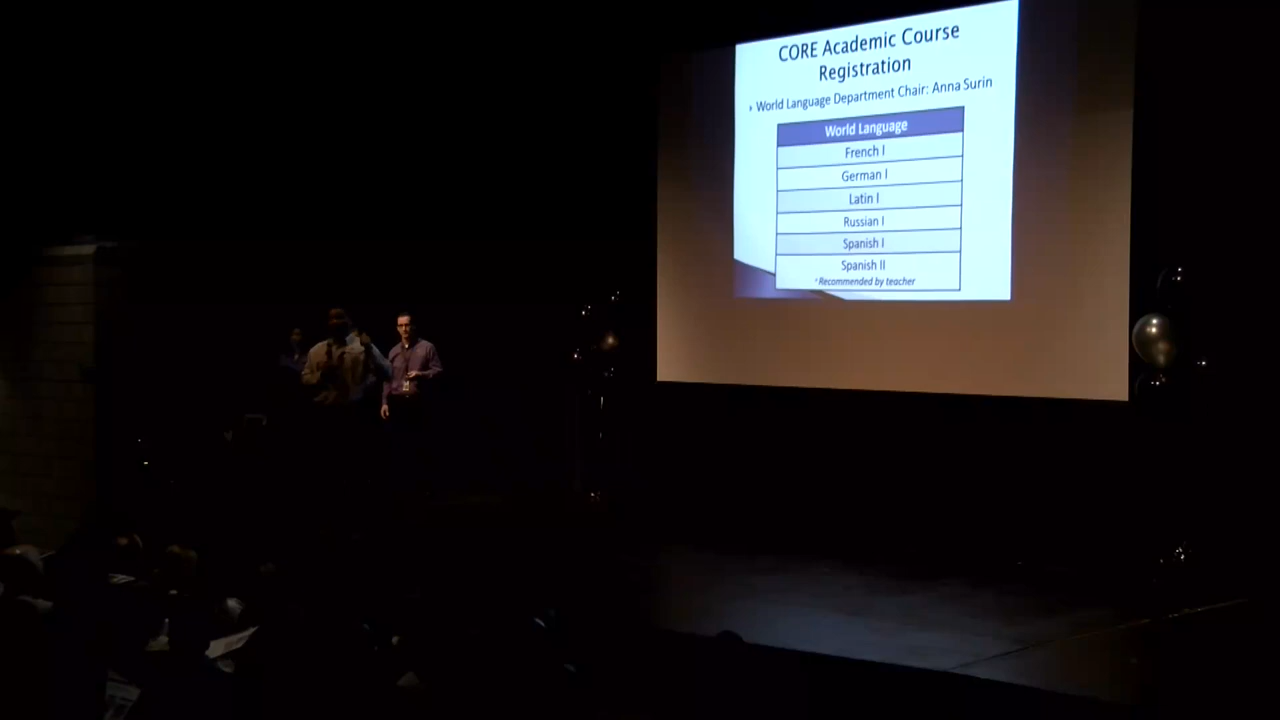 CORE Academic Course
Registration
World Language Department Chair: Anna Surin
World Language
French I
German I
Latin I
Russian I
Spanish I
Spanish II
*Recommended by teacher